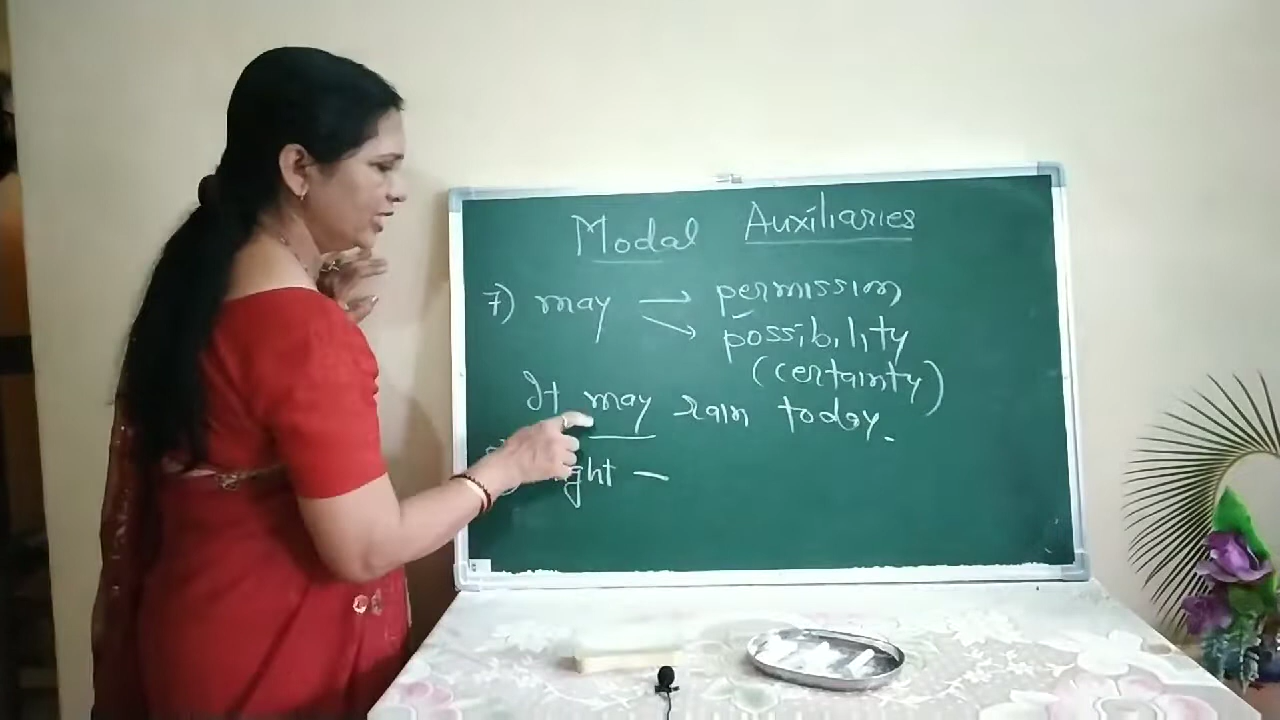 Modal Auxiliaries
7) may → permission
→ possibility
(certainty)
It may rain today.
ght —